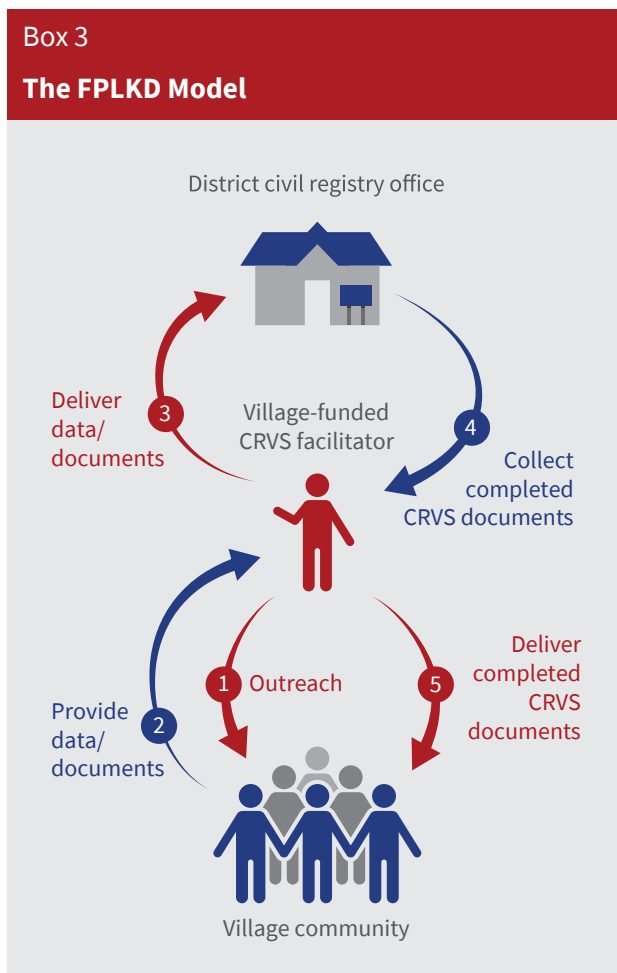 Box 3
The FPLKD Model
District civil registry office
Deliver
data/
documents
3
Village-funded
CRVS facilitator
4
Collect
completed
CRVS documents
1
Outreach
Provide
data/
documents
2
5
Deliver
completed
CRVS
documents
Village community